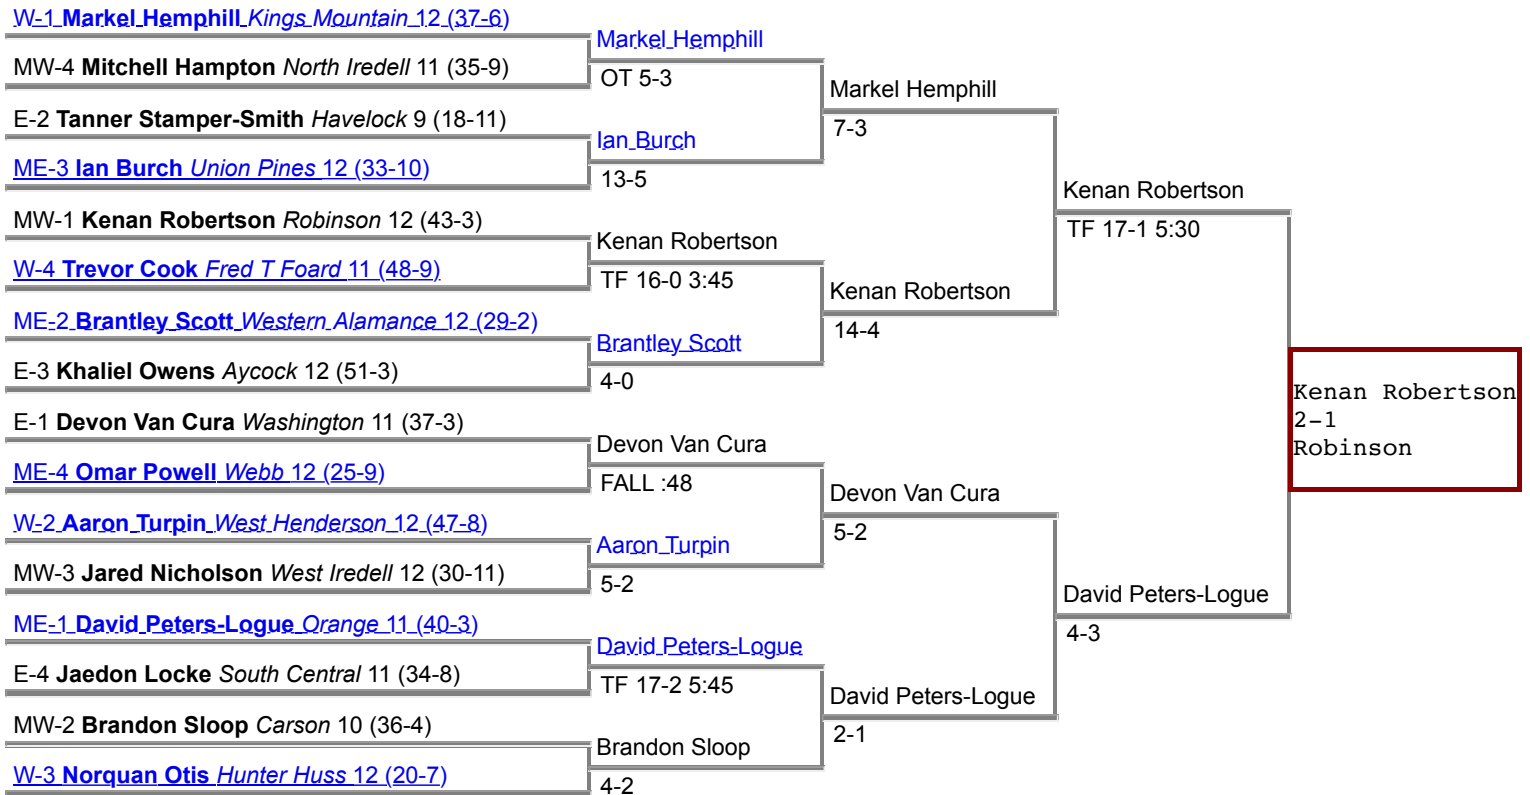 W-1 Markel Hemphill Kings Mountain 12 (37-6)
Markel Hemphill
MW-4 Mitchell Hampton North Iredell 11 (35-9)
OT 5-3
Markel Hemphill
E-2 Tanner Stamper-Smith Havelock 9 (18-11)
7-3
Ian Burch
ME-3 Ian Burch Union Pines 12 (33-10)
13-5
Kenan Robertson
MW-1 Kenan Robertson Robinson 12 (43-3)
TF 17-1 5:30
Kenan Robertson
W-4 Trevor Cook Fred T Foard 11 (48-9)
TF 16-0 3:45
Kenan Robertson
ME-2 Brantley Scott Western Alamance 12 (29-2)
14-4
Brantley Scott
E-3 Khaliel Owens Aycock 12 (51-3)
4-0
Kenan Robertson
2-1
Robinson
E-1 Devon Van Cura Washington 11 (37-3)
Devon Van Cura
ME-4 Omar Powell Webb 12 (25-9)
FALL :48
Devon Van Cura
W-2 Aaron Turpin West Henderson 12 (47-8)
5-2
Aaron Turpin
MW-3 Jared Nicholson West Iredell 12 (30-11)
5-2
David Peters-Logue
ME-1 David Peters-Logue Orange 11 (40-3)
4-3
David Peters-Logue
E-4 Jaedon Locke South Central 11 (34-8)
TF 17-2 5:45
David Peters-Logue
MW-2 Brandon Sloop Carson 10 (36-4)
2-1
Brandon Sloop
W-3 Norquan Otis Hunter Huss 12 (20-7)
4-2